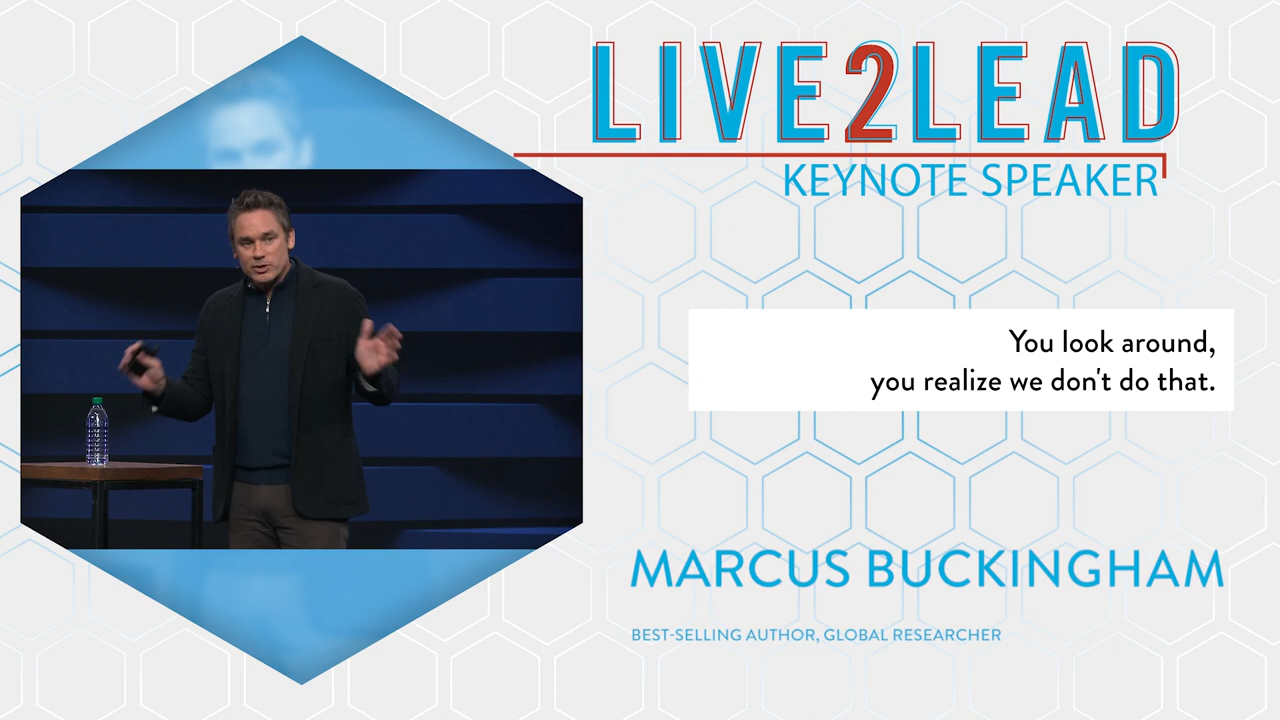 LIVE2LEAD
KEYNOTE SPEAKER
You look around,
you realize we don't do that.
MARCUS BUCKINGHAM
BEST-SELLING AUTHOR, GLOBAL RESEARCHER